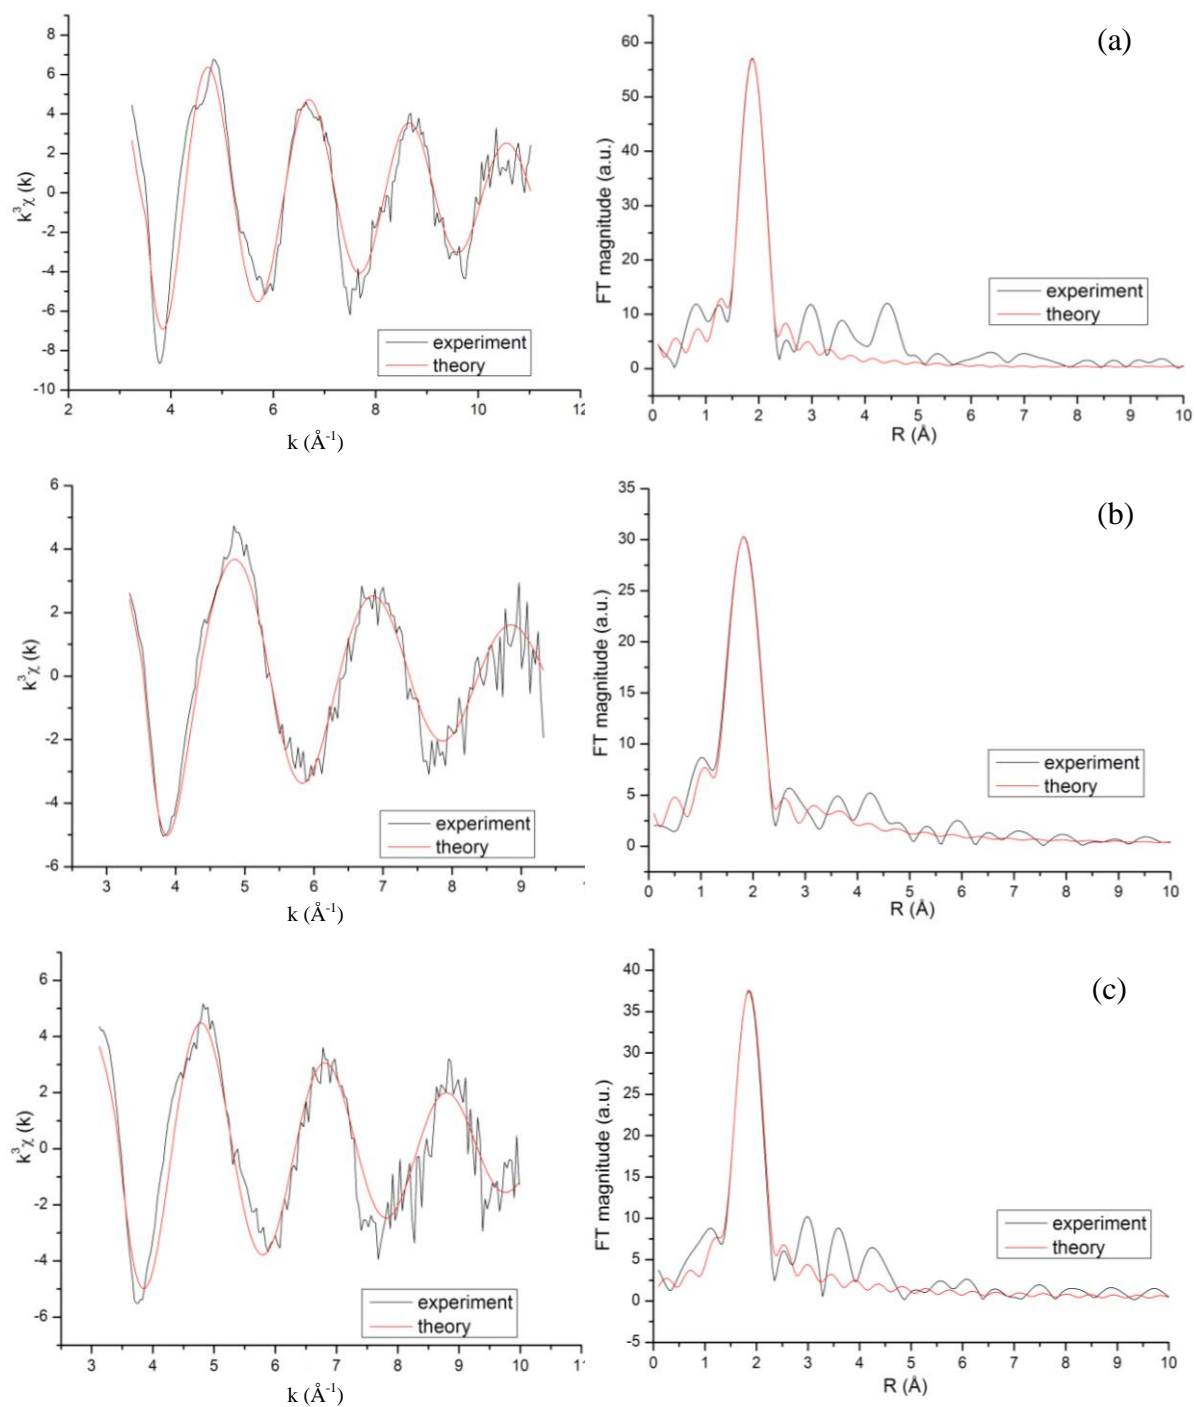 (a)
8
6
4
2
0
-2
-4
-6
-8
-10
k³χ (k)
experiment
theory
2 4 6 8 10 12
k (Å⁻¹)
60
50
40
30
20
10
0
FT magnitude (a.u.)
experiment
theory
0 1 2 3 4 5 6 7 8 9 10
R (Å)
(b)
6
4
2
0
-2
-4
-6
k³χ (k)
experiment
theory
3 4 5 6 7 8 9
k (Å⁻¹)
35
30
25
20
15
10
5
0
FT magnitude (a.u.)
experiment
theory
0 1 2 3 4 5 6 7 8 9 10
R (Å)
(c)
6
4
2
0
-2
-4
-6
k³χ (k)
experiment
theory
3 4 5 6 7 8 9 10 11
k (Å⁻¹)
40
35
30
25
20
15
10
5
0
-5
FT magnitude (a.u.)
experiment
theory
0 1 2 3 4 5 6 7 8 9 10
R (Å)